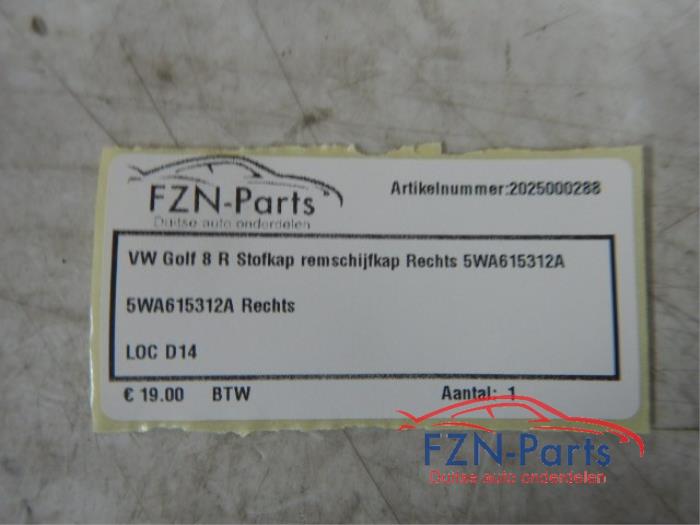 FZN-Parts
Duitse auto onderdelen
Artikelnummer:2025000288
VW Golf 8 R Stofkap remschijfkap Rechts 5WA615312A
5WA615312A Rechts
LOC D14
€ 19.00 BTW Aantal: 1
FZN-Parts
Duitse auto onderdelen